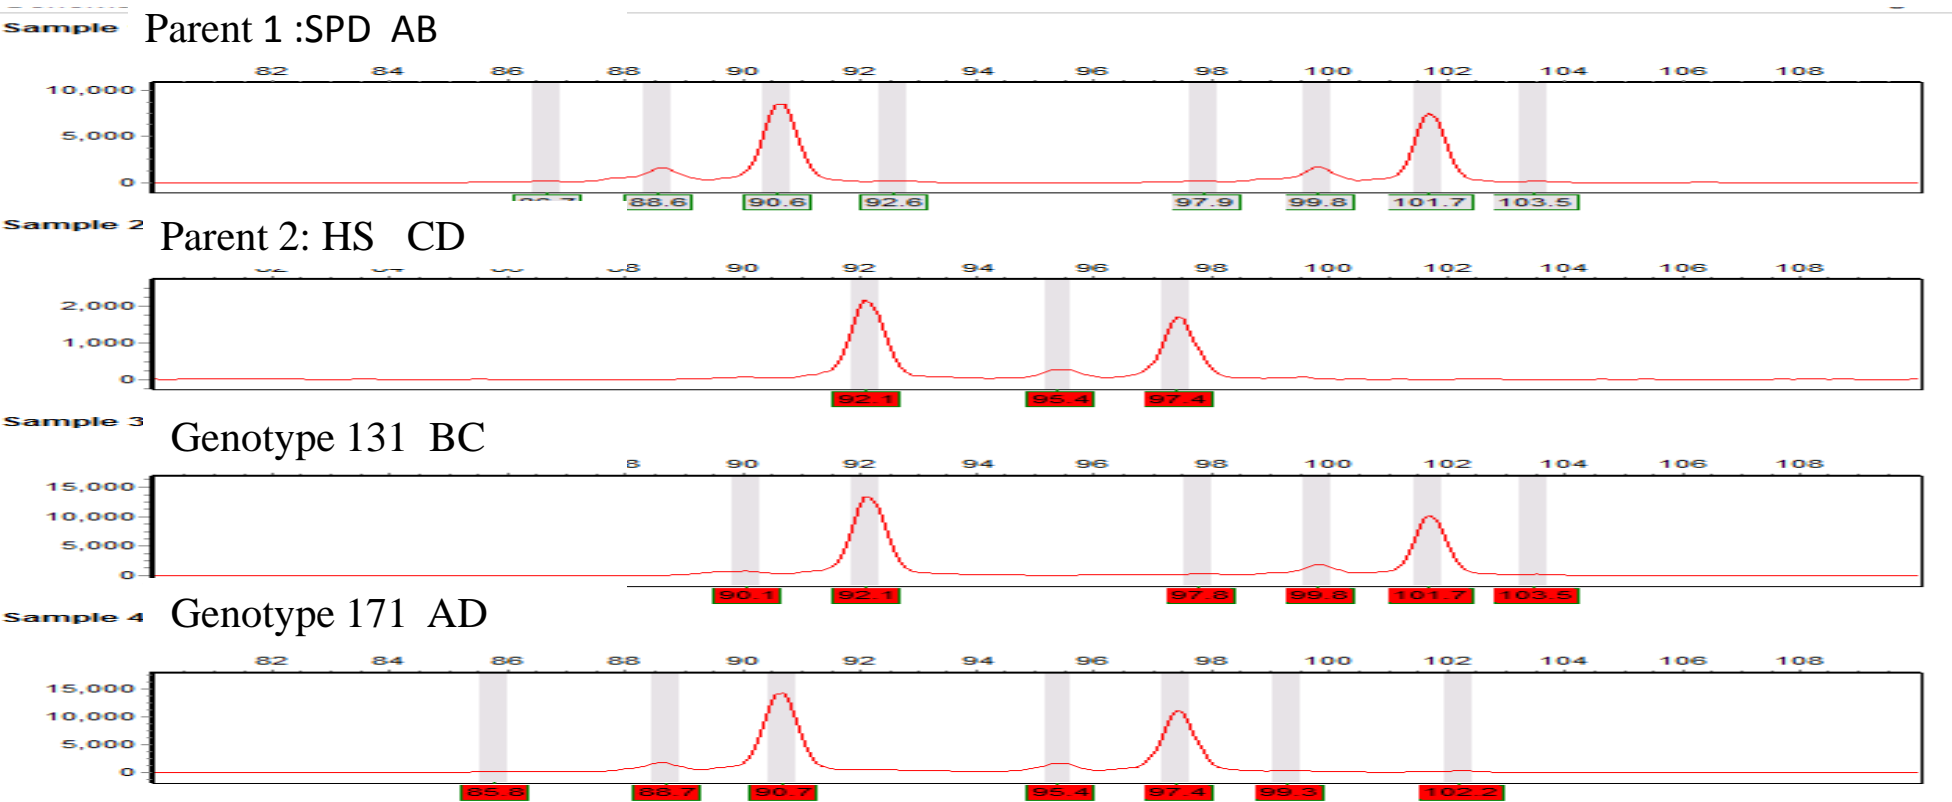 Sample Parent 1 :SPD AB
82 84 86 88 90 92 94 96 98 100 102 104 106 108
10,000
5,000
0
88.6 90.6 92.6 97.9 99.8 101.7 103.5
Sample 2 Parent 2: HS CD
90 92 94 96 98 100 102 104 106 108
2,000
1,000
0
92.1 95.4 97.4
Sample 3 Genotype 131 BC
90 92 94 96 98 100 102 104 106 108
15,000
10,000
5,000
0
90.1 92.1 97.8 99.8 101.7 103.5
Sample 4 Genotype 171 AD
82 84 86 88 90 92 94 96 98 100 102 104 106 108
15,000
10,000
5,000
0
85.8 88.7 90.7 95.4 97.4 99.3 102.2